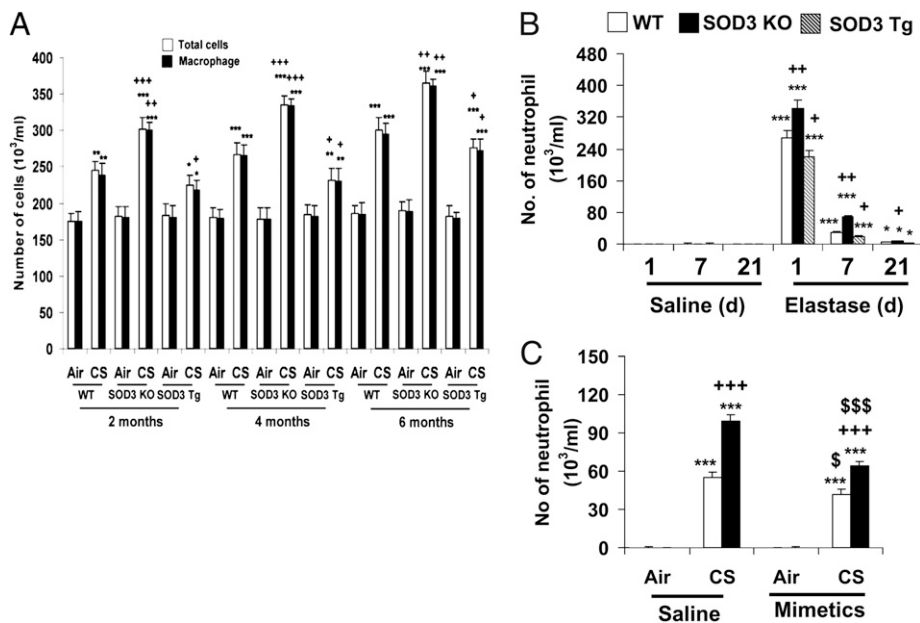 A
Total cells
Macrophage
Number of cells (10³/ml)
400
350
300
250
200
150
100
50
0
** **
+++ *** ++ ***
* + *
*** ***
+++ *** +++ ***
+ ** + **
*** ***
++ *** ++ ***
+ *** + ***
Air CS Air CS Air CS Air CS Air CS Air CS Air CS Air CS Air CS
WT SOD3 KO SOD3 Tg WT SOD3 KO SOD3 Tg WT SOD3 KO SOD3 Tg
2 months 4 months 6 months
B
WT SOD3 KO SOD3 Tg
No. of neutrophil
(10³/ml)
480
400
320
240
160
80
0
*** ++ *** + ***
*** ++ *** + ***
* + * *
1 7 21 1 7 21
Saline (d) Elastase (d)
C
No of neutrophil
(10³/ml)
150
120
90
60
30
0
*** +++ ***
$ *** $$$ +++ ***
Air CS Air CS
Saline Mimetics